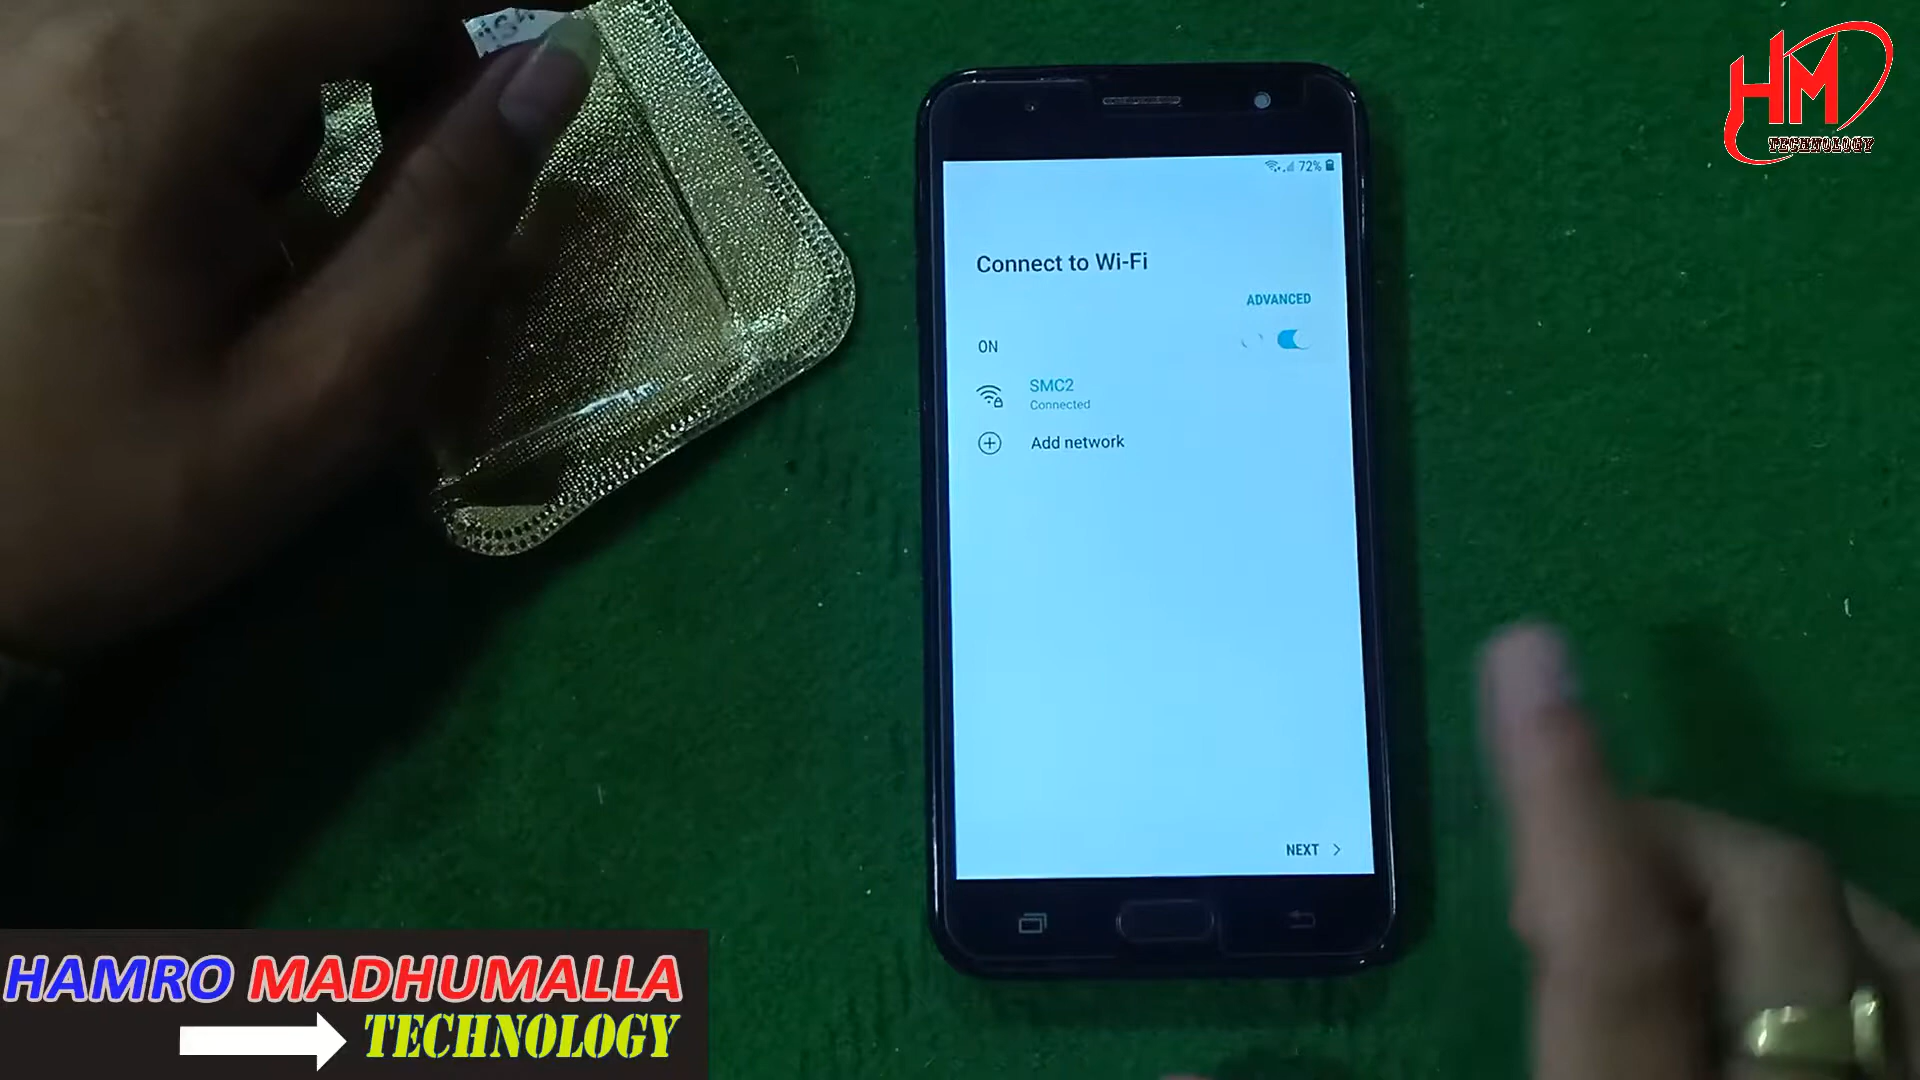 HM
TECHNOLOGY
72%
Connect to Wi-Fi
ADVANCED
ON
SMC2
Connected
Add network
NEXT
HAMRO MADHUMALLA
TECHNOLOGY